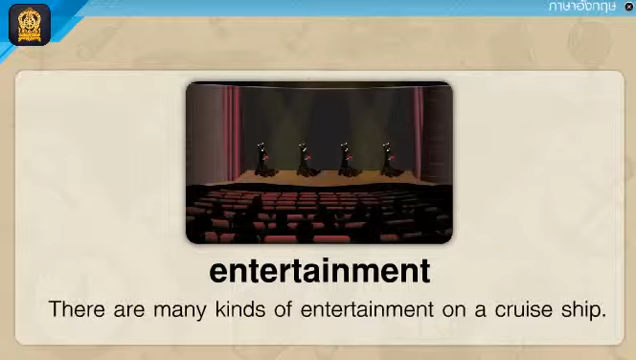 ภาษาอังกฤษ
entertainment
There are many kinds of entertainment on a cruise ship.